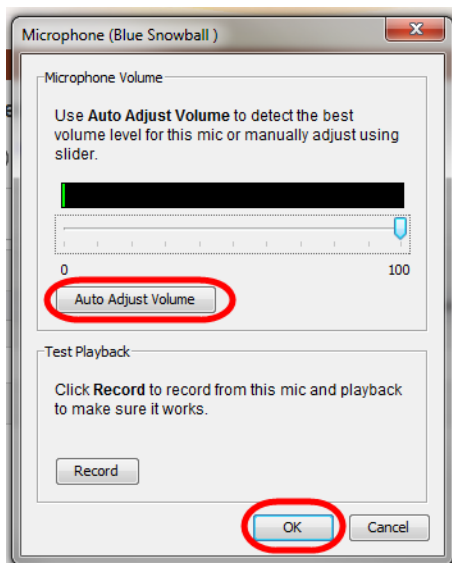 Microphone (Blue Snowball )
Microphone Volume
Use Auto Adjust Volume to detect the best
volume level for this mic or manually adjust using
slider.
0 100
Auto Adjust Volume
Test Playback
Click Record to record from this mic and playback
to make sure it works.
Record
OK Cancel